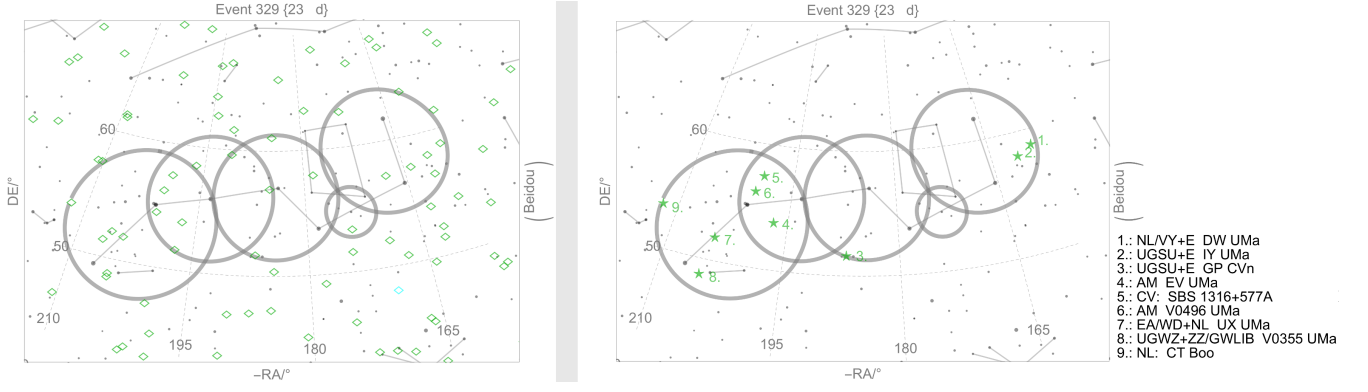 Event 329 {23 d}
60
50
210
195
180
165
DE/°
–RA/°
(Beidou)
Event 329 {23 d}
60
50
210
195
180
165
DE/°
–RA/°
(Beidou)
1.
2.
3.
4.
5.
6.
7.
8.
9.
1.: NL/VY+E DW UMa
2.: UGSU+E IY UMa
3.: UGSU+E GP CVn
4.: AM EV UMa
5.: CV: SBS 1316+577A
6.: AM V0496 UMa
7.: EA/WD+NL UX UMa
8.: UGWZ+ZZ/GWLIB V0355 UMa
9.: NL: CT Boo